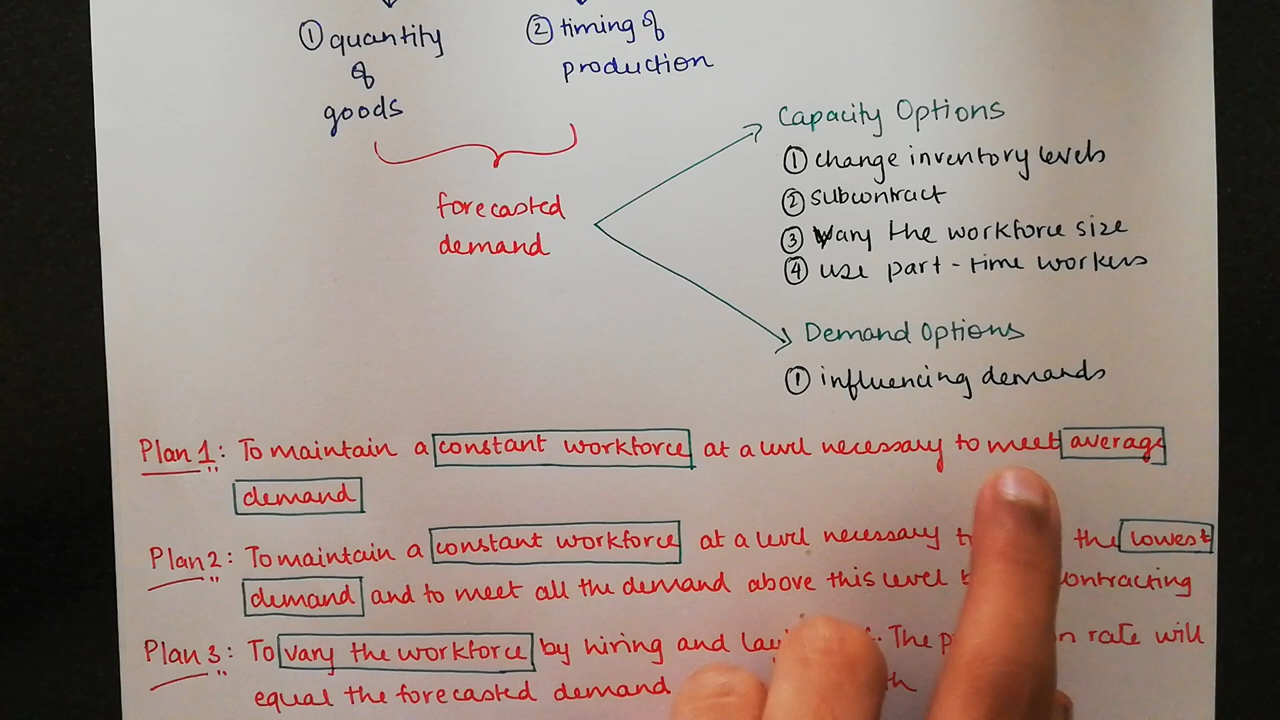 ① quantity ② timing of
of production
goods
Capacity Options
① change inventory levels
forecasted ② subcontract
demand ③ vary the workforce size
④ use part-time workers
Demand Options
① influencing demands
Plan 1: To maintain a constant workforce at a level necessary to meet average
demand
Plan 2: To maintain a constant workforce at a level necessary the lowest
demand and to meet all the demand above this level
Plan 3: To vary the workforce by hiring and The rate will
equal the forecasted demand